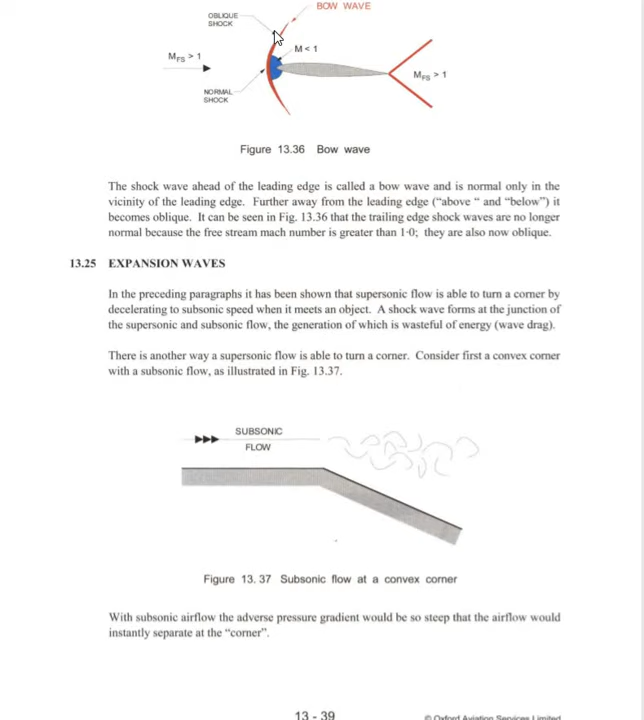 BOW WAVE
OBLIQUE
SHOCK
M < 1
MFS > 1
MFS > 1
NORMAL
SHOCK
Figure 13.36 Bow wave
The shock wave ahead of the leading edge is called a bow wave and is normal only in the
vicinity of the leading edge. Further away from the leading edge ("above " and "below") it
becomes oblique. It can be seen in Fig. 13.36 that the trailing edge shock waves are no longer
normal because the free stream mach number is greater than 1·0; they are also now oblique.
13.25 EXPANSION WAVES
In the preceding paragraphs it has been shown that supersonic flow is able to turn a corner by
decelerating to subsonic speed when it meets an object. A shock wave forms at the junction of
the supersonic and subsonic flow, the generation of which is wasteful of energy (wave drag).
There is another way a supersonic flow is able to turn a corner. Consider first a convex corner
with a subsonic flow, as illustrated in Fig. 13.37.
SUBSONIC
FLOW
Figure 13. 37 Subsonic flow at a convex corner
With subsonic airflow the adverse pressure gradient would be so steep that the airflow would
instantly separate at the "corner".
13 - 39
© Oxford Aviation Services Limited